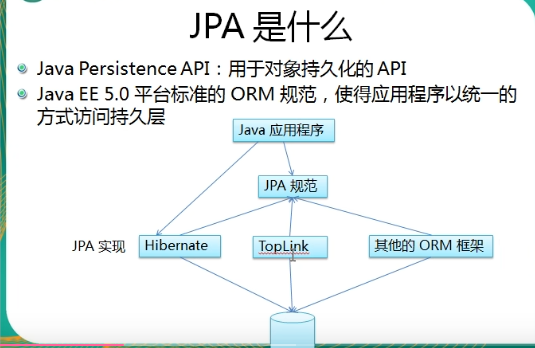 JPA 是什么
Java Persistence API：用于对象持久化的 API
Java EE 5.0 平台标准的 ORM 规范，使得应用程序以统一的
方式访问持久层
Java 应用程序
JPA 规范
JPA 实现
Hibernate
TopLink
其他的 ORM 框架